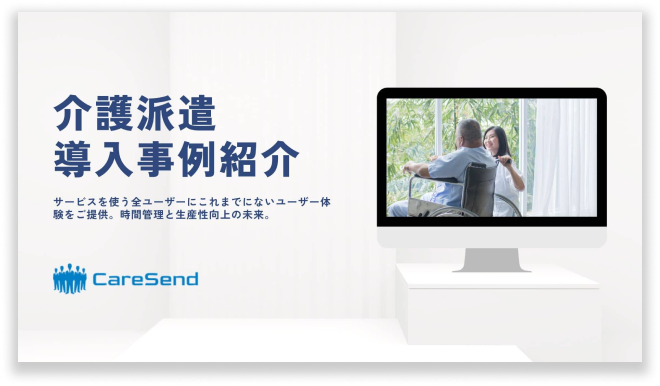 介護派遣
導入事例紹介
サービスを使う全ユーザーにこれまでにないユーザー体
験をご提供。時間管理と生産性向上の未来。
CareSend